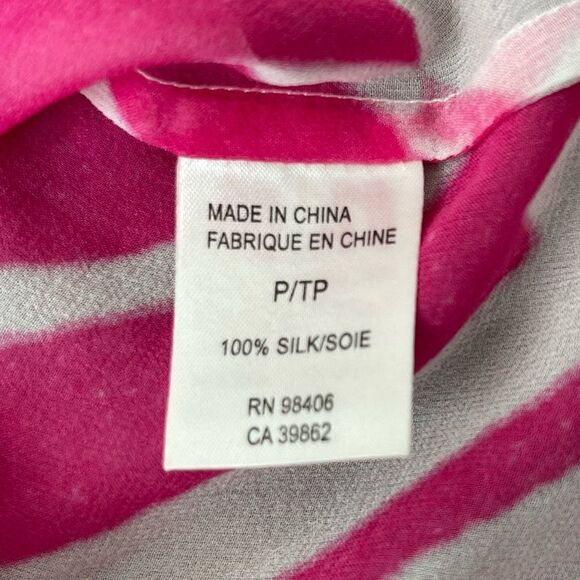 MADE IN CHINA
FABRIQUE EN CHINE
P/TP
100% SILK/SOIE
RN 98406
CA 39862